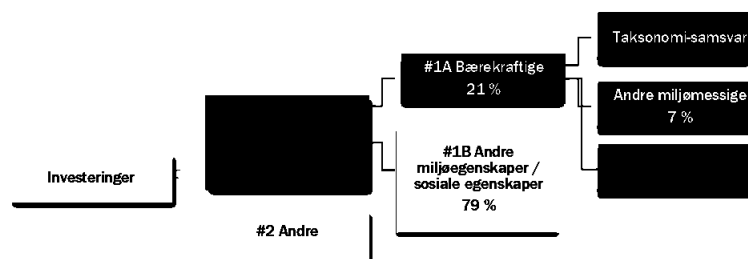 Taksonomi-samsvar
#1A Bærekraftige
21 %
Andre miljømessige
7 %
#1B Andre
miljøegenskaper /
sosiale egenskaper
79 %
Investeringer
#2 Andre